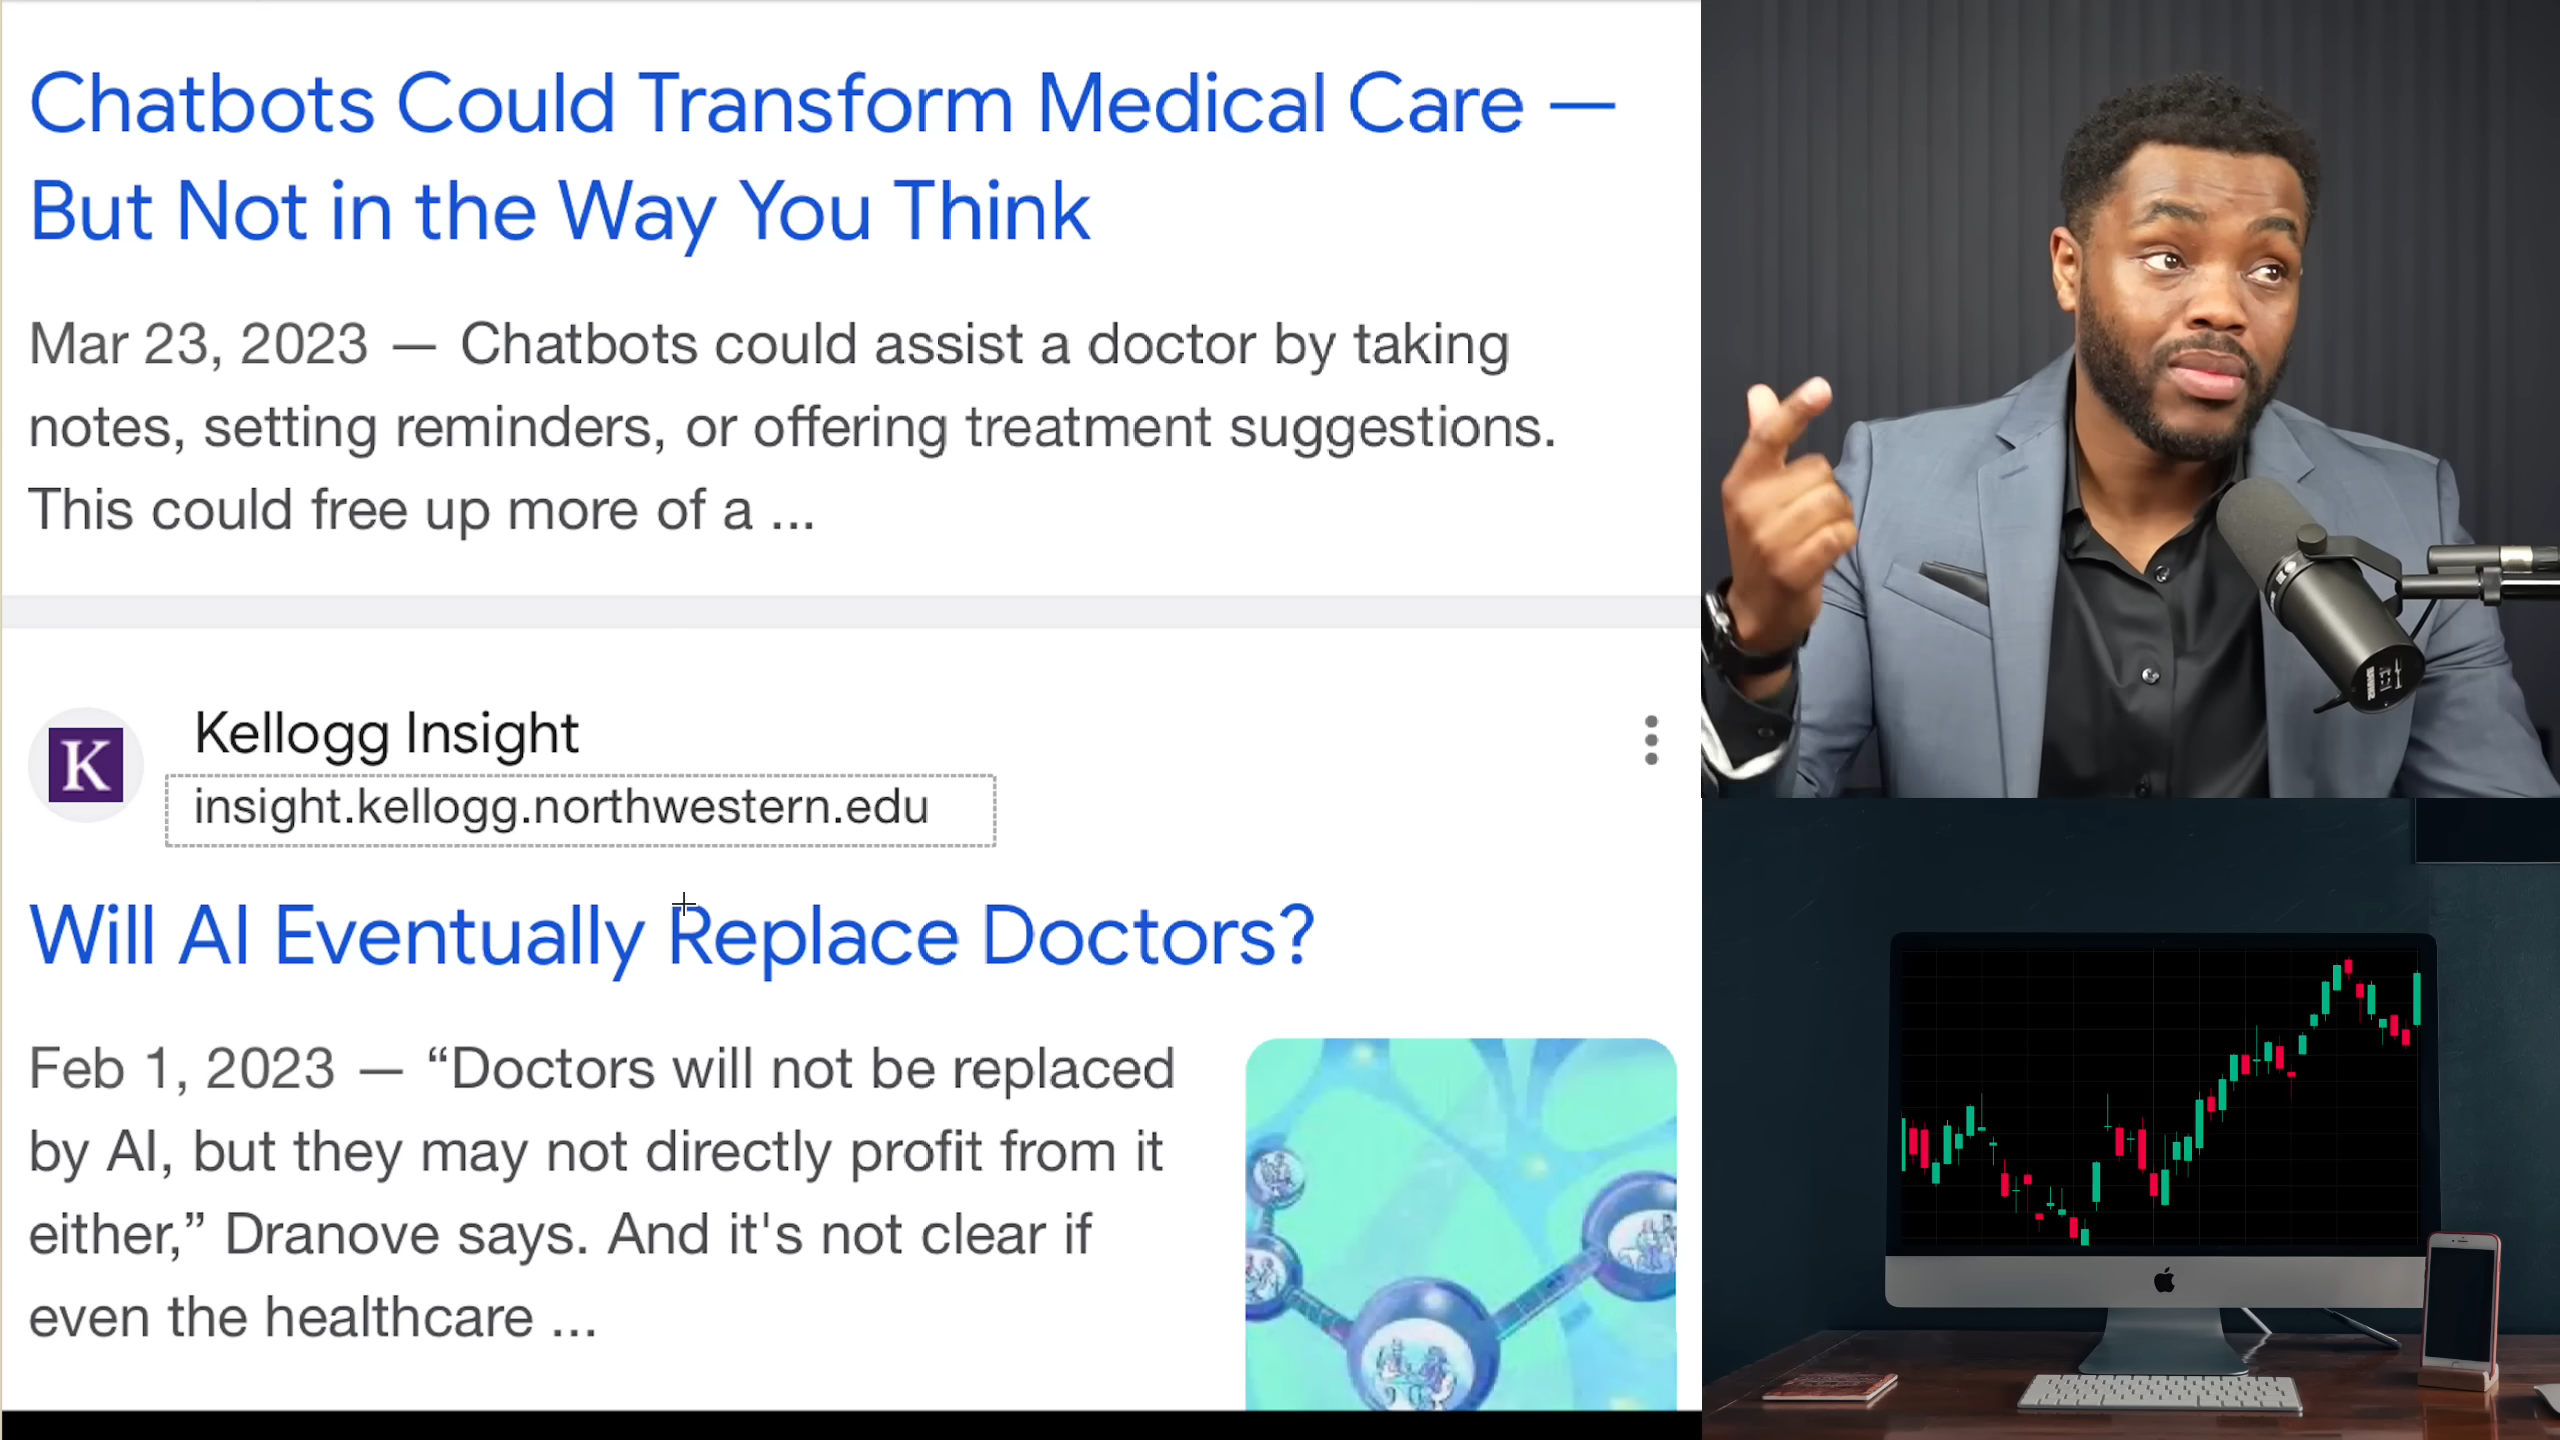 Chatbots Could Transform Medical Care —
But Not in the Way You Think
Mar 23, 2023 — Chatbots could assist a doctor by taking
notes, setting reminders, or offering treatment suggestions.
This could free up more of a ...
K
Kellogg Insight
insight.kellogg.northwestern.edu
Will AI Eventually Replace Doctors?
Feb 1, 2023 — “Doctors will not be replaced
by AI, but they may not directly profit from it
either,” Dranove says. And it's not clear if
even the healthcare ...